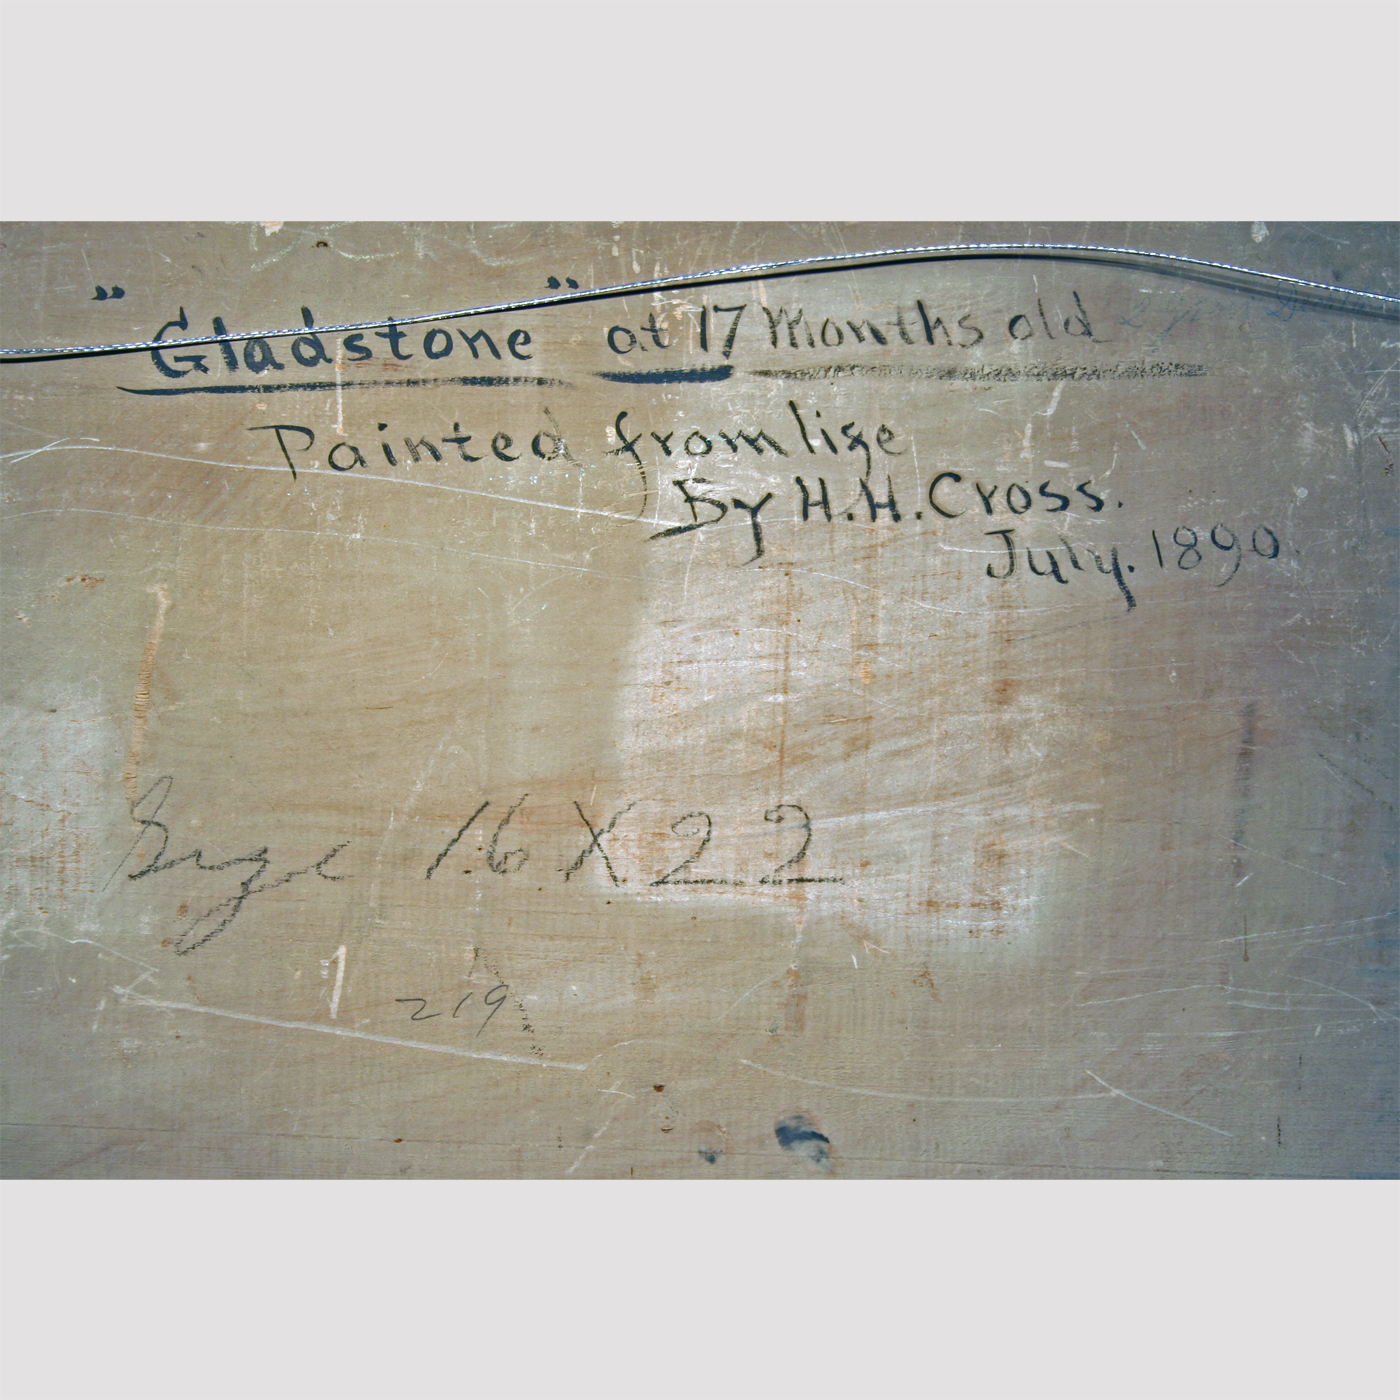 "Gladstone" at 17 Months old
Painted from life
By H.H. Cross.
July. 1890.
Size 16 X 22
219